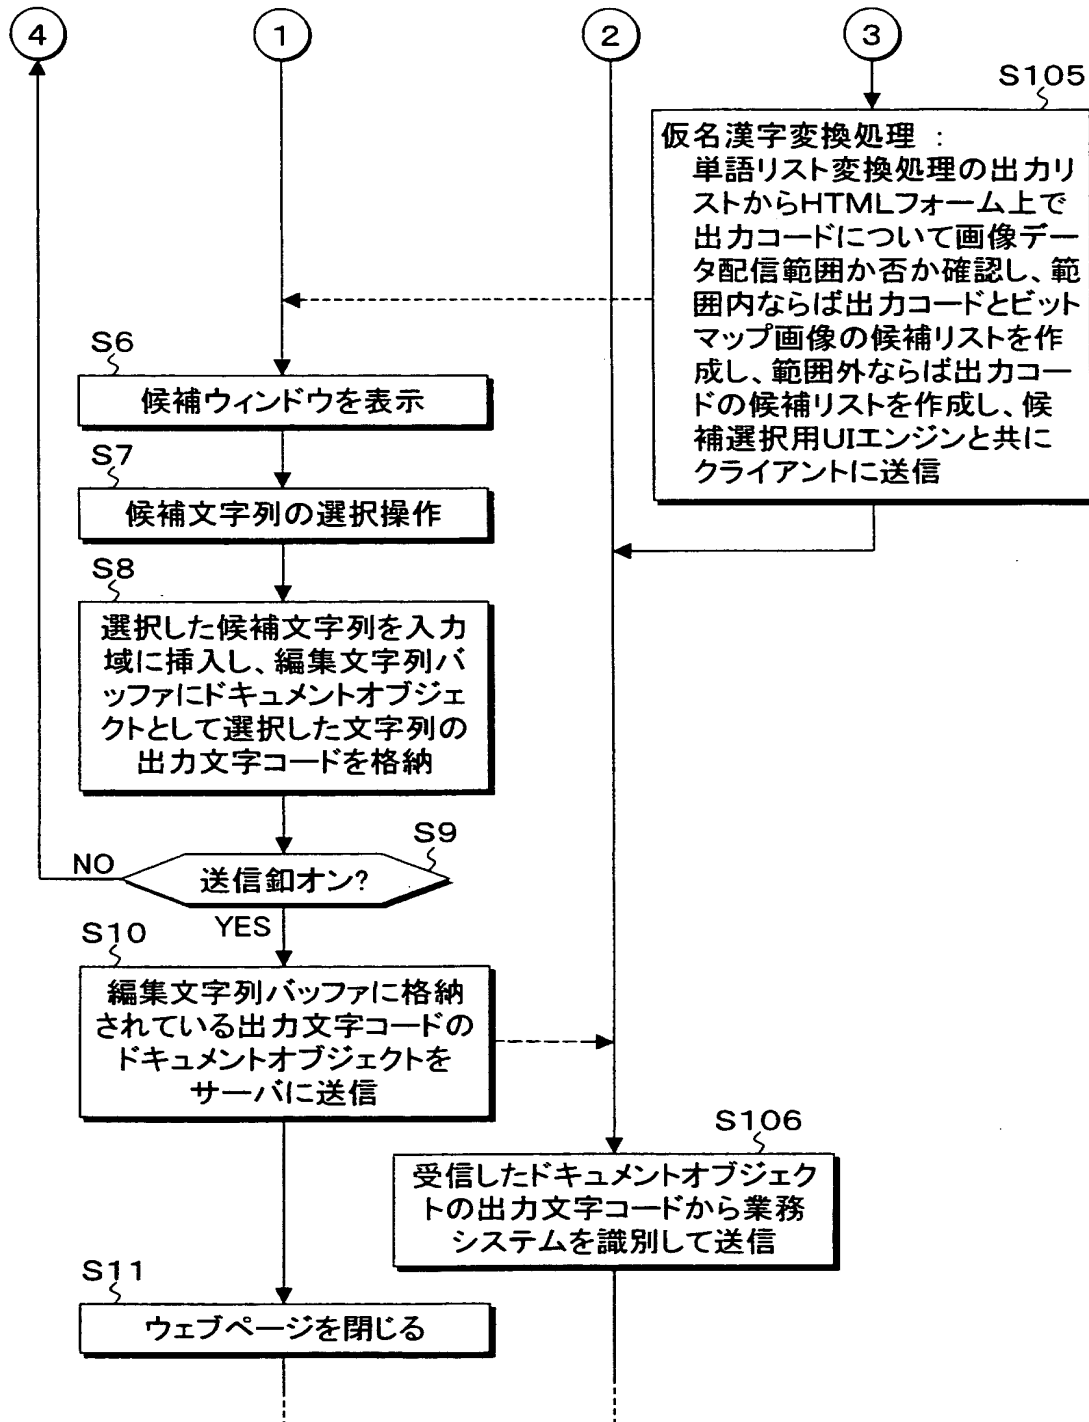 4
1
2
3
S105
仮名漢字変換処理 :
単語リスト変換処理の出力リ
ストからHTMLフォーム上で
出力コードについて画像デー
タ配信範囲か否か確認し、範
囲内ならば出力コードとビット
マップ画像の候補リストを作
成し、範囲外ならば出力コー
ドの候補リストを作成し、候
補選択用UIエンジンと共に
クライアントに送信
S6
候補ウィンドウを表示
S7
候補文字列の選択操作
S8
選択した候補文字列を入力
域に挿入し、編集文字列バ
ッファにドキュメントオブジェ
クトとして選択した文字列の
出力文字コードを格納
S9
NO
送信釦オン?
YES
S10
編集文字列バッファに格納
されている出力文字コードの
ドキュメントオブジェクトを
サーバに送信
S106
受信したドキュメントオブジェク
トの出力文字コードから業務
システムを識別して送信
S11
ウェブページを閉じる